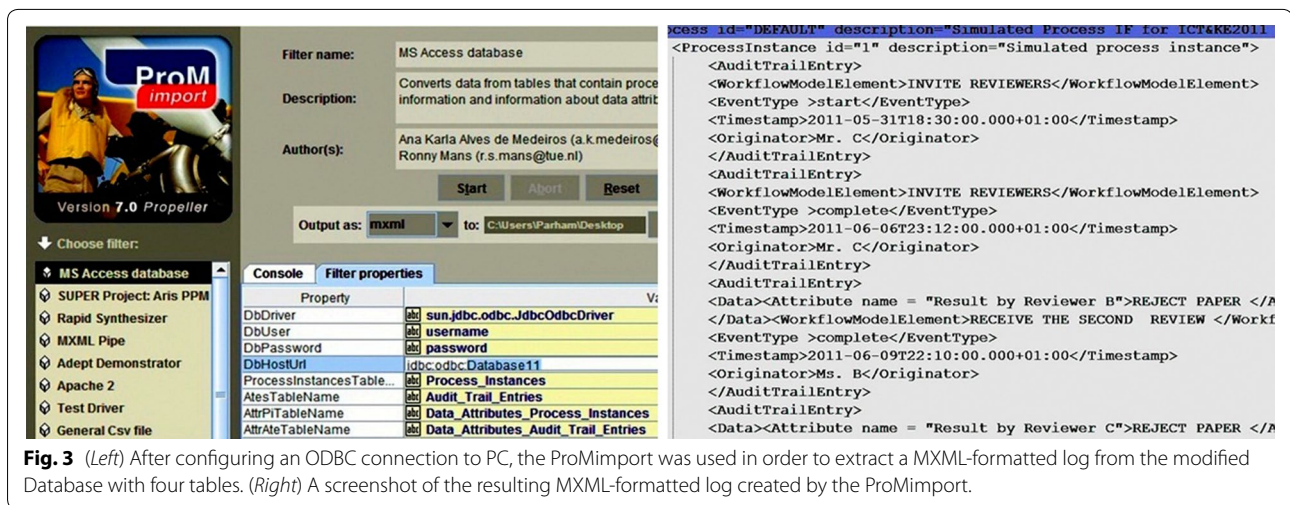 ProM
import
Version 7.0 Propeller
Choose filter:
MS Access database
SUPER Project: Aris PPM
Rapid Synthesizer
MXML Pipe
Adept Demonstrator
Apache 2
Test Driver
General Csv file
Filter name: MS Access database
Description: Converts data from tables that contain proce
information and information about data attrib
Author(s): Ana Karla Alves de Medeiros (a.k.medeiros@
Ronny Mans (r.s.mans@tue.nl)
Start Abort Reset
Output as: mxml to: C:\Users\Parham\Desktop
Console Filter properties
Property Va
DbDriver sun.jdbc.odbc.JdbcOdbcDriver
DbUser username
DbPassword password
DbHostUrl jdbc:odbc:Database11
ProcessInstancesTable... Process_Instances
AtesTableName Audit_Trail_Entries
AttrPiTableName Data_Attributes_Process_Instances
AttrAteTableName Data_Attributes_Audit_Trail_Entries
ocess id="DEFAULT" description="Simulated Process IF for ICT&KE2011
<ProcessInstance id="1" description="Simulated process instance">
<AuditTrailEntry>
<WorkflowModelElement>INVITE REVIEWERS</WorkflowModelElement>
<EventType >start</EventType>
<Timestamp>2011-05-31T18:30:00.000+01:00</Timestamp>
<Originator>Mr. C</Originator>
</AuditTrailEntry>
<AuditTrailEntry>
<WorkflowModelElement>INVITE REVIEWERS</WorkflowModelElement>
<EventType >complete</EventType>
<Timestamp>2011-06-06T23:12:00.000+01:00</Timestamp>
<Originator>Mr. C</Originator>
</AuditTrailEntry>
<AuditTrailEntry>
<Data><Attribute name = "Result by Reviewer B">REJECT PAPER </A
</Data><WorkflowModelElement>RECEIVE THE SECOND REVIEW </Workf
<EventType >complete</EventType>
<Timestamp>2011-06-09T22:10:00.000+01:00</Timestamp>
<Originator>Ms. B</Originator>
</AuditTrailEntry>
<AuditTrailEntry>
<Data><Attribute name = "Result by Reviewer C">REJECT PAPER </A
Fig. 3 (Left) After configuring an ODBC connection to PC, the ProMimport was used in order to extract a MXML-formatted log from the modified
Database with four tables. (Right) A screenshot of the resulting MXML-formatted log created by the ProMimport.